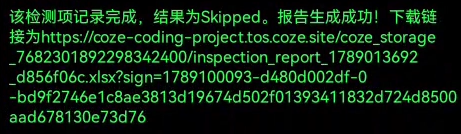 该检测项记录完成，结果为Skipped。报告生成成功！下载链
接为https://coze-coding-project.tos.coze.site/coze_storage
_7682301892298342400/inspection_report_1789013692
_d856f06c.xlsx?sign=1789100093-d480d002df-0
-bd9f2746e1c8ae3813d19674d502f01393411832d724d8500
aad678130e73d76